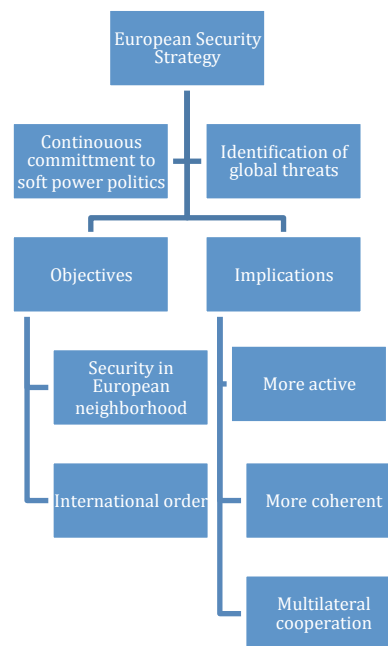 European Security
Strategy
Continouous
committment to
soft power politics
Identification of
global threats
Objectives
Implications
Security in
European
neighborhood
More active
International order
More coherent
Multilateral
cooperation